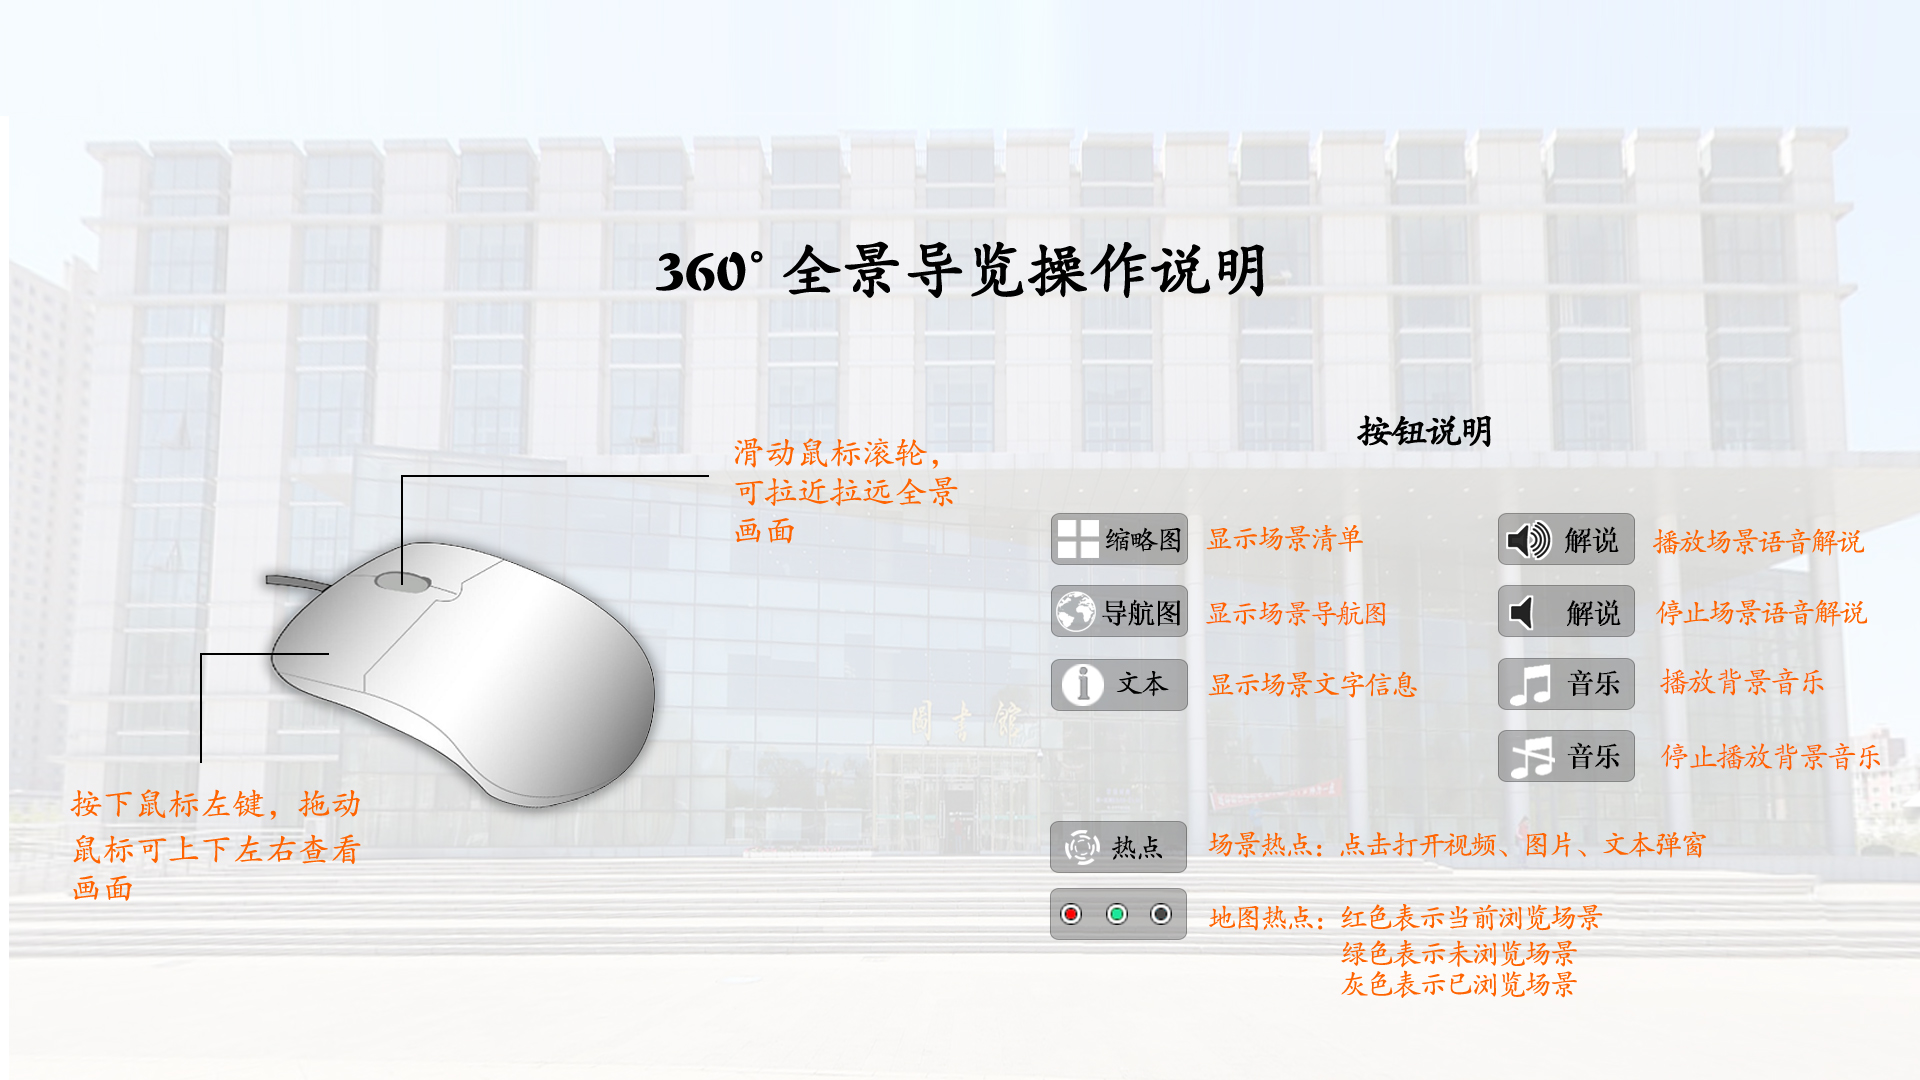 360°全景导览操作说明
滑动鼠标滚轮，
可拉近拉远全景
画面
按下鼠标左键，拖动
鼠标可上下左右查看
画面
按钮说明
缩略图 显示场景清单
导航图 显示场景导航图
文本 显示场景文字信息
解说 播放场景语音解说
解说 停止场景语音解说
音乐 播放背景音乐
音乐 停止播放背景音乐
热点 场景热点：点击打开视频、图片、文本弹窗
地图热点：红色表示当前浏览场景
绿色表示未浏览场景
灰色表示已浏览场景
圖書館